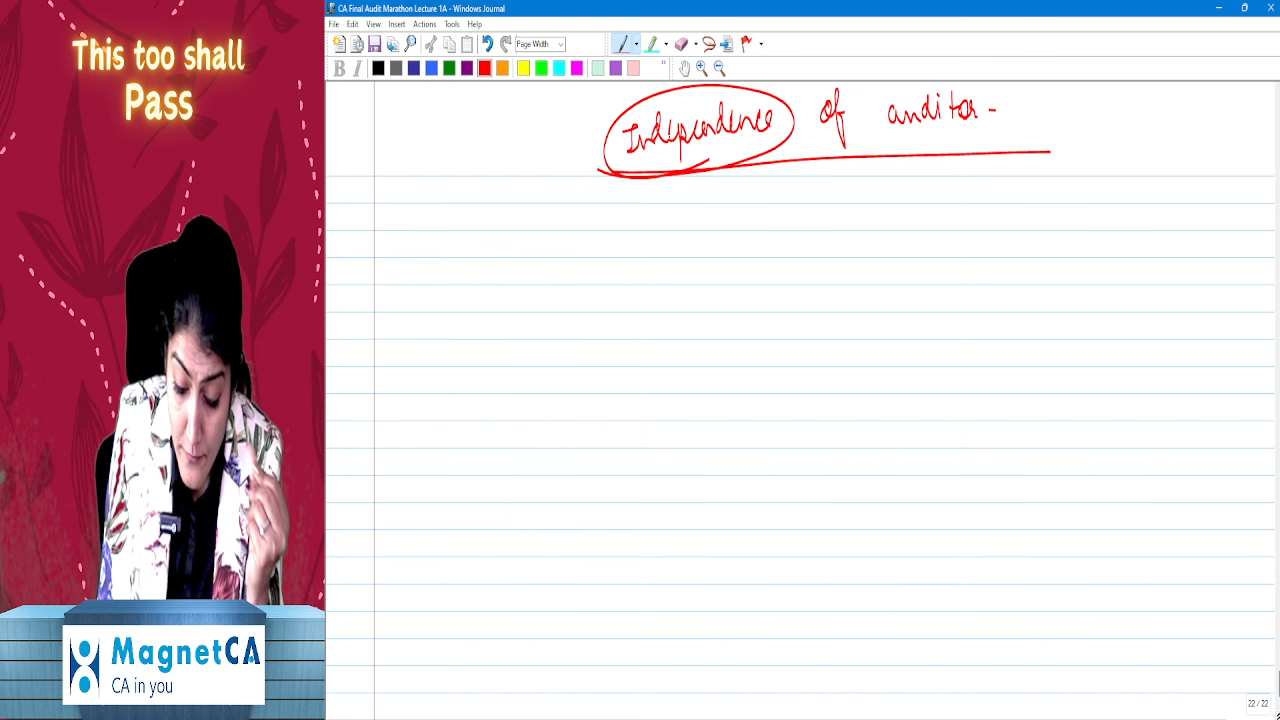 This too shall
Pass
CA Final Audit Marathon Lecture 1A - Windows Journal
File Edit View Insert Actions Tools Help
Page Width
B I
Independence of auditor -
MagnetCA
CA in you
22 / 22